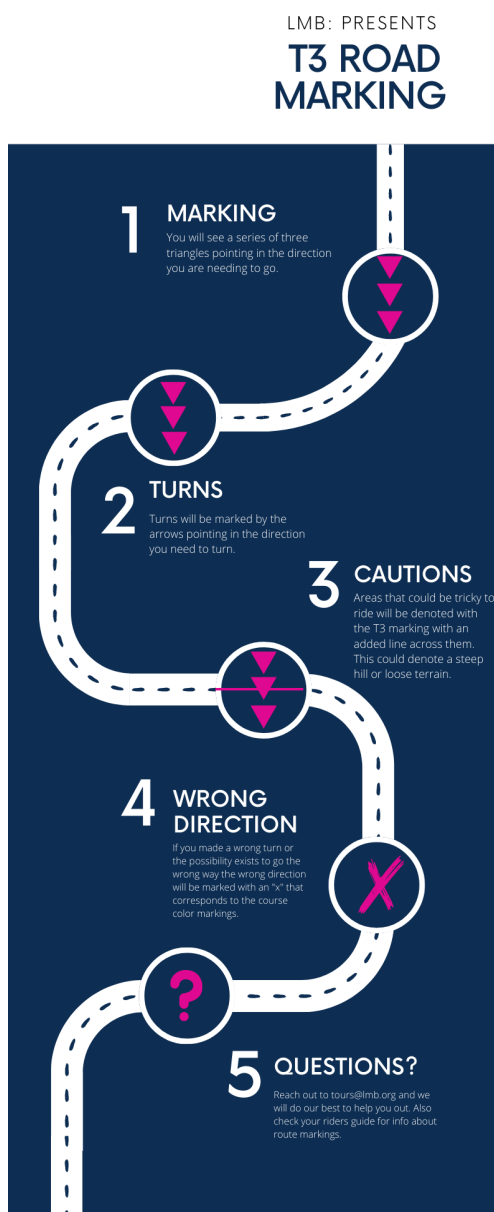 LMB: PRESENTS
T3 ROAD
MARKING
1
MARKING
You will see a series of three
triangles pointing in the direction
you are needing to go.
2
TURNS
Turns will be marked by the
arrows pointing in the direction
you need to turn.
3
CAUTIONS
Areas that could be tricky to
ride will be denoted with
the T3 marking with an
added line across them.
This could denote a steep
hill or loose terrain.
4
WRONG
DIRECTION
If you made a wrong turn or
the possibility exists to go the
wrong way the wrong direction
will be marked with an "x" that
corresponds to the course
color markings.
X
?
5
QUESTIONS?
Reach out to tours@lmb.org and we
will do our best to help you out. Also
check your riders guide for info about
route markings.